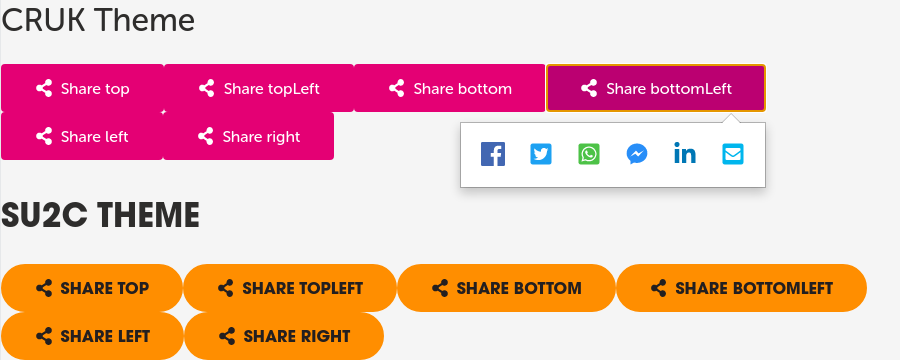 CRUK Theme
Share top Share topLeft Share bottom Share bottomLeft
Share left Share right
SU2C THEME
SHARE TOP SHARE TOPLEFT SHARE BOTTOM SHARE BOTTOMLEFT
SHARE LEFT SHARE RIGHT